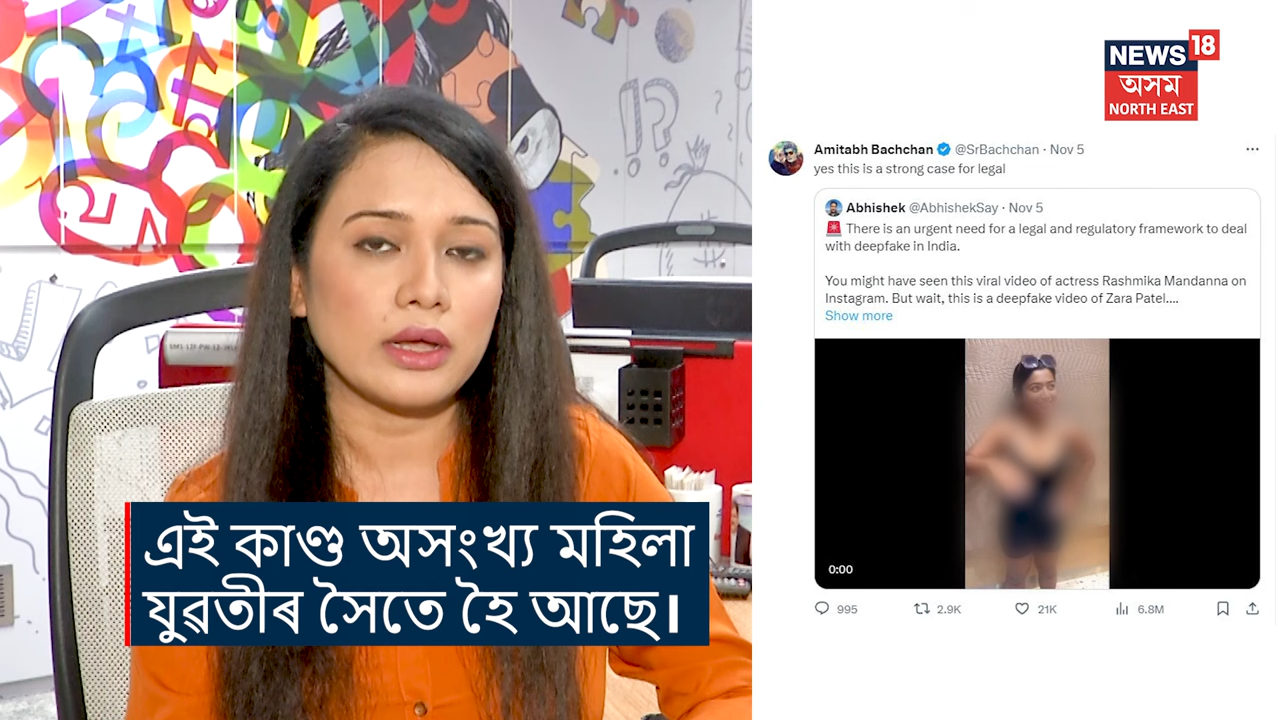 NEWS 18
অসম
NORTH EAST
Amitabh Bachchan @SrBachchan · Nov 5
yes this is a strong case for legal
Abhishek @AbhishekSay · Nov 5
🚨 There is an urgent need for a legal and regulatory framework to deal
with deepfake in India.
You might have seen this viral video of actress Rashmika Mandanna on
Instagram. But wait, this is a deepfake video of Zara Patel....
Show more
0:00
995 2.9K 21K 6.8M
!?
এই কাণ্ড অসংখ্য মহিলা
যুৱতীৰ সৈতে হৈ আছে।